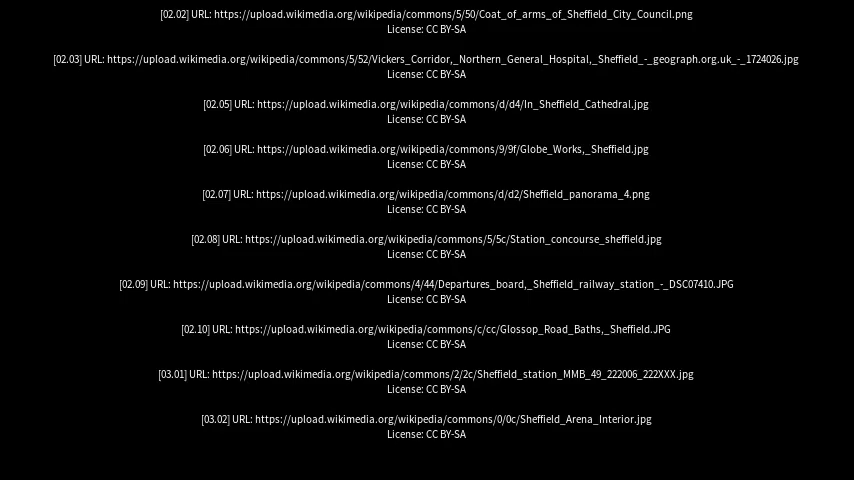 [02.02] URL: https://upload.wikimedia.org/wikipedia/commons/5/50/Coat_of_arms_of_Sheffield_City_Council.png
License: CC BY-SA
[02.03] URL: https://upload.wikimedia.org/wikipedia/commons/5/52/Vickers_Corridor,_Northern_General_Hospital,_Sheffield_-_geograph.org.uk_-_1724026.jpg
License: CC BY-SA
[02.05] URL: https://upload.wikimedia.org/wikipedia/commons/d/d4/In_Sheffield_Cathedral.jpg
License: CC BY-SA
[02.06] URL: https://upload.wikimedia.org/wikipedia/commons/9/9f/Globe_Works,_Sheffield.jpg
License: CC BY-SA
[02.07] URL: https://upload.wikimedia.org/wikipedia/commons/d/d2/Sheffield_panorama_4.png
License: CC BY-SA
[02.08] URL: https://upload.wikimedia.org/wikipedia/commons/5/5c/Station_concourse_sheffield.jpg
License: CC BY-SA
[02.09] URL: https://upload.wikimedia.org/wikipedia/commons/4/44/Departures_board,_Sheffield_railway_station_-_DSC07410.JPG
License: CC BY-SA
[02.10] URL: https://upload.wikimedia.org/wikipedia/commons/c/cc/Glossop_Road_Baths,_Sheffield.JPG
License: CC BY-SA
[03.01] URL: https://upload.wikimedia.org/wikipedia/commons/2/2c/Sheffield_station_MMB_49_222006_222XXX.jpg
License: CC BY-SA
[03.02] URL: https://upload.wikimedia.org/wikipedia/commons/0/0c/Sheffield_Arena_Interior.jpg
License: CC BY-SA